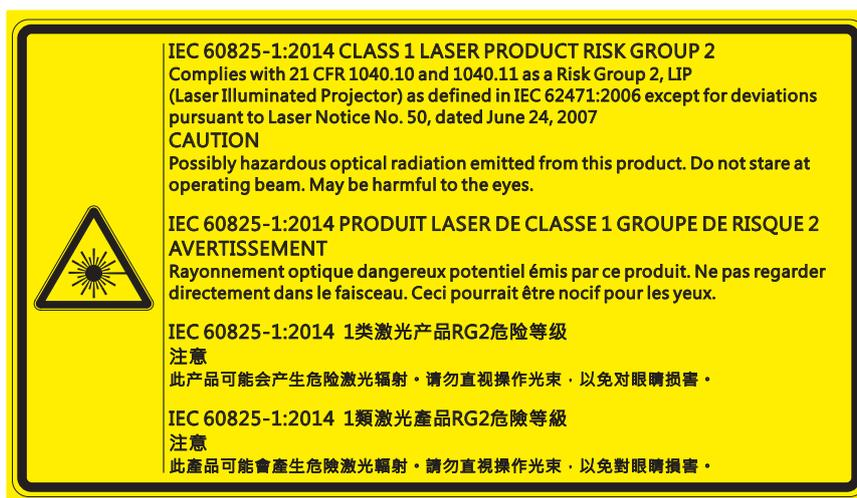 IEC 60825-1:2014 CLASS 1 LASER PRODUCT RISK GROUP 2
Complies with 21 CFR 1040.10 and 1040.11 as a Risk Group 2, LIP
(Laser Illuminated Projector) as defined in IEC 62471:2006 except for deviations
pursuant to Laser Notice No. 50, dated June 24, 2007
CAUTION
Possibly hazardous optical radiation emitted from this product. Do not stare at
operating beam. May be harmful to the eyes.
IEC 60825-1:2014 PRODUIT LASER DE CLASSE 1 GROUPE DE RISQUE 2
AVERTISSEMENT
Rayonnement optique dangereux potentiel émis par ce produit. Ne pas regarder
directement dans le faisceau. Ceci pourrait être nocif pour les yeux.
IEC 60825-1:2014 1类激光产品RG2危险等级
注意
此产品可能会产生危险激光辐射。请勿直视操作光束，以免对眼睛损害。
IEC 60825-1:2014 1類激光產品RG2危險等級
注意
此產品可能會產生危險激光輻射。請勿直視操作光束，以免對眼睛損害。